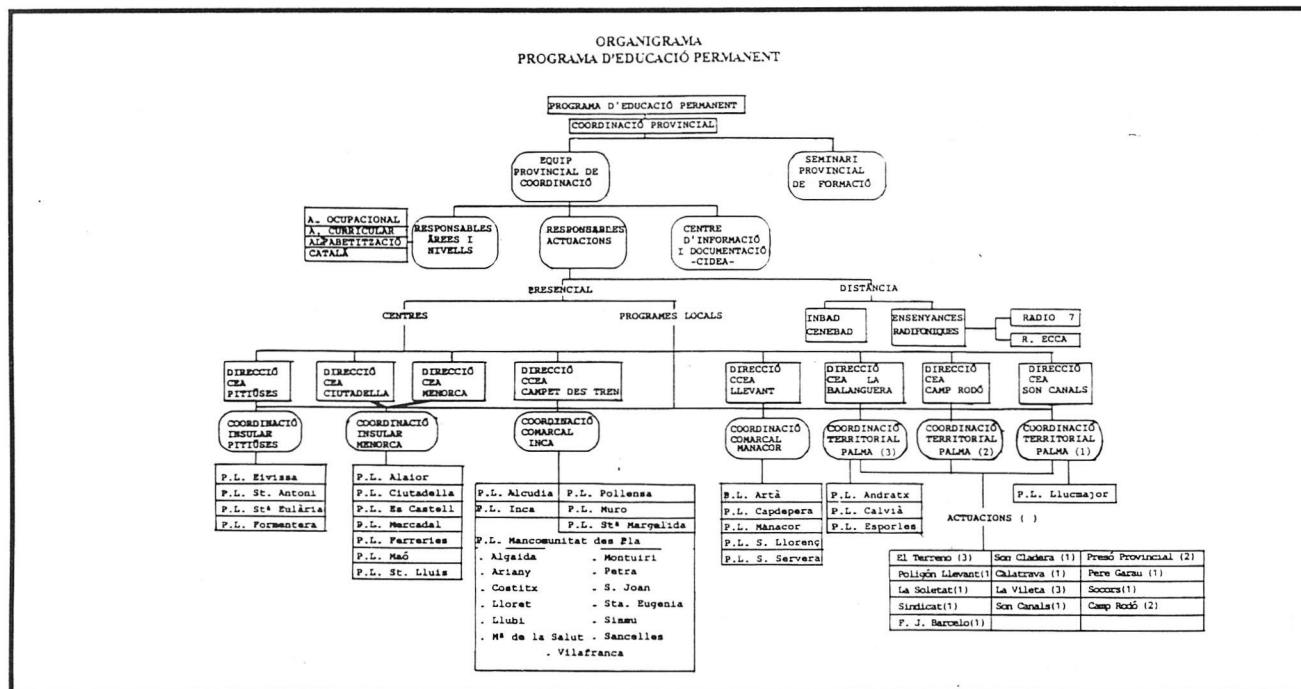 ORGANIGRAMA
PROGRAMA D'EDUCACIÓ PERMANENT
PROGRAMA D'EDUCACIÓ PERMANENT
COORDINACIÓ PROVINCIAL
EQUIP
PROVINCIAL DE
COORDINACIÓ
SEMINARI
PROVINCIAL
DE FORMACIÓ
A. OCUPACIONAL
A. CURRICULAR
ALFABETITZACIÓ
CATALÀ
RESPONSABLES
ÀREES I
NIVELLS
RESPONSABLES
ACTUACIONS
CENTRE
D'INFORMACIÓ
I DOCUMENTACIÓ
-CIDEA-
PRESENCIAL
DISTÀNCIA
CENTRES
PROGRAMES LOCALS
INBAD
CENEBAD
ENSENYANCES
RADIFONIQUES
RADIO 7
R. ECCA
DIRECCIÓ
CEA
PITIÜSES
DIRECCIÓ
CEA
CIUTADELLA
DIRECCIÓ
CEA
MENORCA
DIRECCIÓ
CCEA
CAMPET DES TREN
DIRECCIÓ
CCEA
LLEVANT
DIRECCIÓ
CEA LA
BALANGUERA
DIRECCIÓ
CEA
CAMP RODÓ
DIRECCIÓ
CEA
SON CANALS
COORDINACIÓ
INSULAR
PITIÜSES
COORDINACIÓ
INSULAR
MENORCA
COORDINACIÓ
COMARCAL
INCA
COORDINACIÓ
COMARCAL
MANACOR
COORDINACIÓ
TERRITORIAL
PALMA (3)
COORDINACIÓ
TERRITORIAL
PALMA (2)
COORDINACIÓ
TERRITORIAL
PALMA (1)
P.L. Eivissa
P.L. St. Antoni
P.L. Stª Eulària
P.L. Formentera
P.L. Alaior
P.L. Ciutadella
P.L. Es Castell
P.L. Mercadal
P.L. Ferreries
P.L. Maó
P.L. St. Lluis
P.L. Alcudia
P.L. Pollensa
P.L. Inca
P.L. Muro
P.L. Stª Margalida
P.L. Mancomunitat des Pla
. Algaida
. Montuiri
. Ariany
. Petra
. Costitx
. S. Joan
. Lloret
. Sta. Eugenia
. Llubi
. Sineu
. Mª de la Salut
. Sancelles
. Vilafranca
B.L. Artà
P.L. Capdepera
P.L. Manacor
P.L. S. Llorenç
P.L. S. Servera
P.L. Andratx
P.L. Calvià
P.L. Esporles
P.L. Llucmajor
ACTUACIONS ( )
El Terreno (3)
Son Cladera (1)
Presó Provincial (2)
Poligón Llevant(1
Calatrava (1)
Pere Garau (1)
La Soletat(1)
La Vileta (3)
Socors(1)
Sindicat(1)
Son Canals(1)
Camp Rodó (2)
F. J. Barcelo(1)